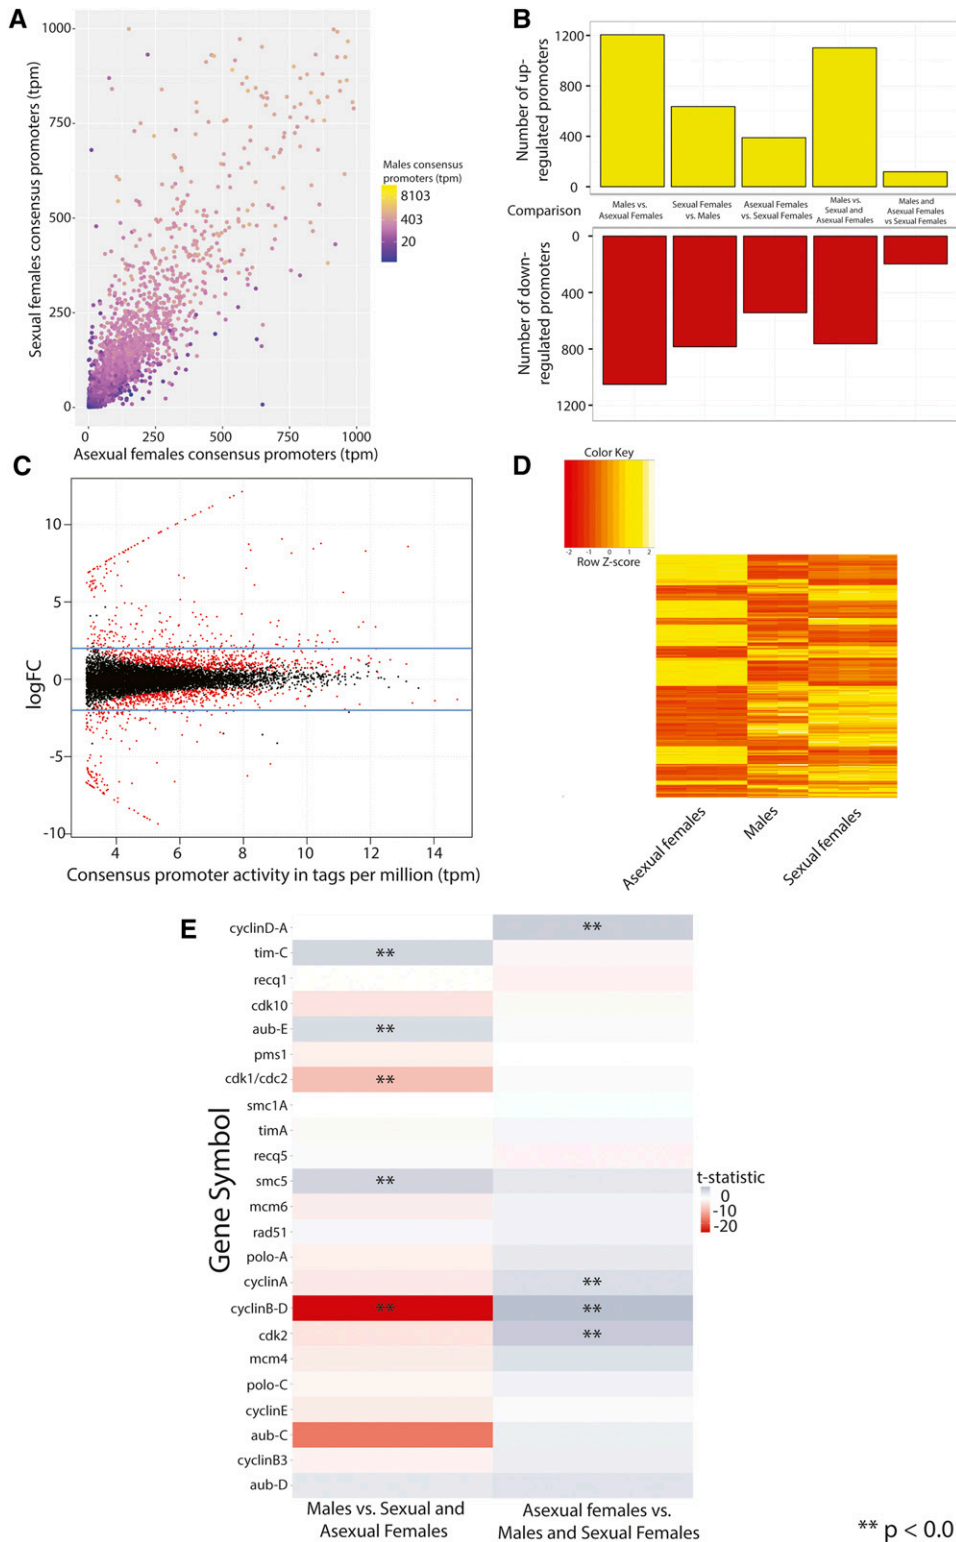 A
Sexual females consensus promoters (tpm)
1000
750
500
250
0
0 250 500 750 1000
Asexual females consensus promoters (tpm)
Males consensus
promoters (tpm)
8103
403
20
B
Number of up-
regulated promoters
1200
800
400
0
Comparison
Males vs.
Asexual Females
Sexual Females
vs. Males
Asexual Females
vs. Sexual Females
Males vs.
Sexual and
Asexual Females
Males and
Asexual Females
vs Sexual Females
Number of down-
regulated promoters
0
400
800
1200
C
logFC
10
5
0
-5
-10
4 6 8 10 12 14
Consensus promoter activity in tags per million (tpm)
D
Color Key
-2 -1 0 1 2
Row Z-score
Asexual females
Males
Sexual females
E
Gene Symbol
cyclinD-A **
tim-C **
recq1
cdk10
aub-E **
pms1
cdk1/cdc2 **
smc1A
timA
recq5
smc5 **
mcm6
rad51
polo-A
cyclinA **
cyclinB-D ** **
cdk2 **
mcm4
polo-C
cyclinE
aub-C
cyclinB3
aub-D
Males vs. Sexual and
Asexual Females
Asexual females vs.
Males and Sexual Females
t-statistic
0
-10
-20
** p < 0.0